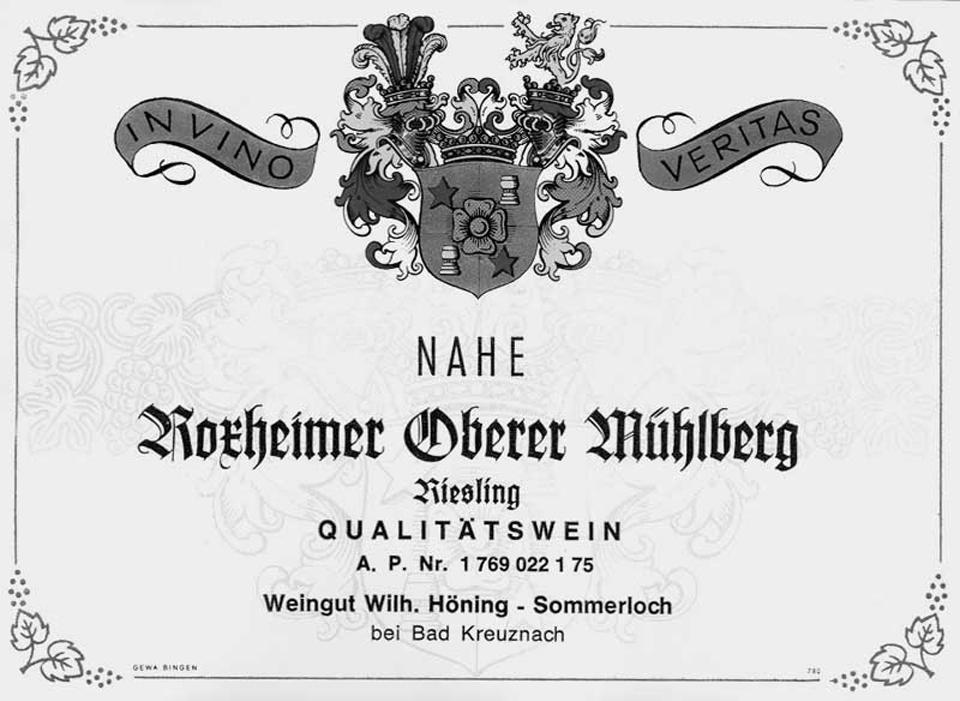 IN VINO VERITAS
NAHE
Roxheimer Oberer Mühlberg
Riesling
QUALITÄTSWEIN
A. P. Nr. 1 769 022 1 75
Weingut Wilh. Höning - Sommerloch
bei Bad Kreuznach
GEWA BINGEN